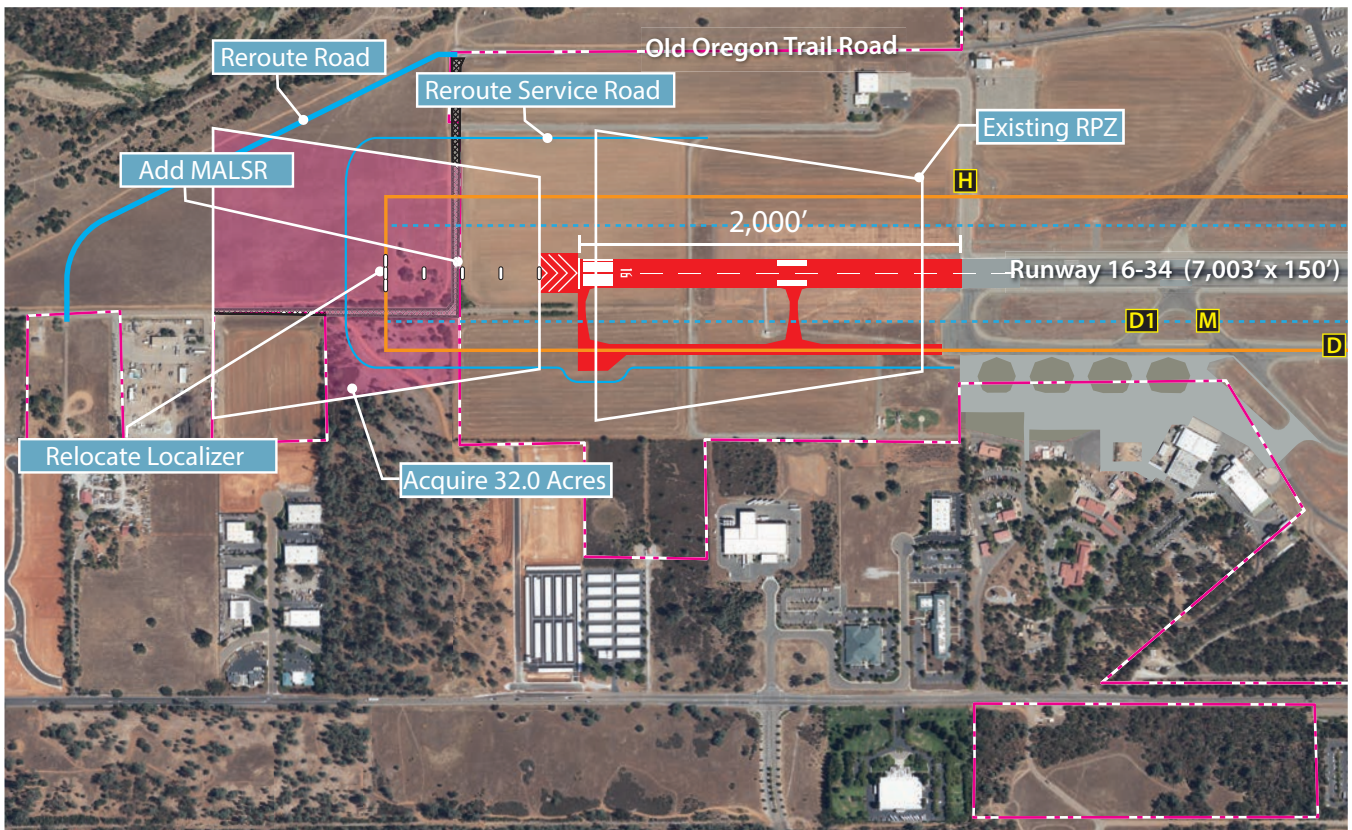 Old Oregon Trail Road
Reroute Road
Reroute Service Road
Existing RPZ
Add MALSR
H
2,000’
16
Runway 16-34 (7,003’ x 150’)
D1
M
D
Relocate Localizer
Acquire 32.0 Acres